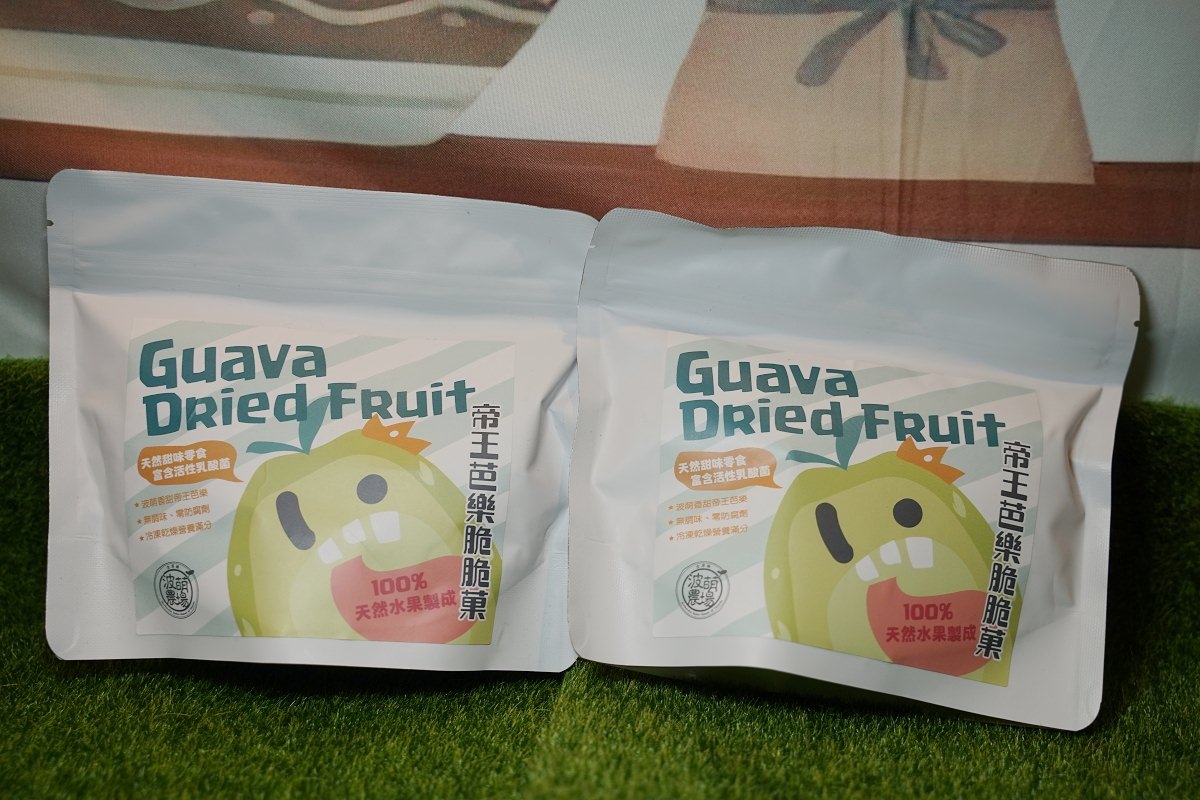 Guava
Dried Fruit
帝王芭樂脆脆菓
天然甜味零食
富含活性乳酸菌
★波萌香甜帝王芭樂
★無調味、零防腐劑
★冷凍乾燥營養滿分
波萌
農場
100%
天然水果製成
Guava
Dried Fruit
帝王芭樂脆脆菓
天然甜味零食
富含活性乳酸菌
★波萌香甜帝王芭樂
★無調味、零防腐劑
★冷凍乾燥營養滿分
波萌
農場
100%
天然水果製成